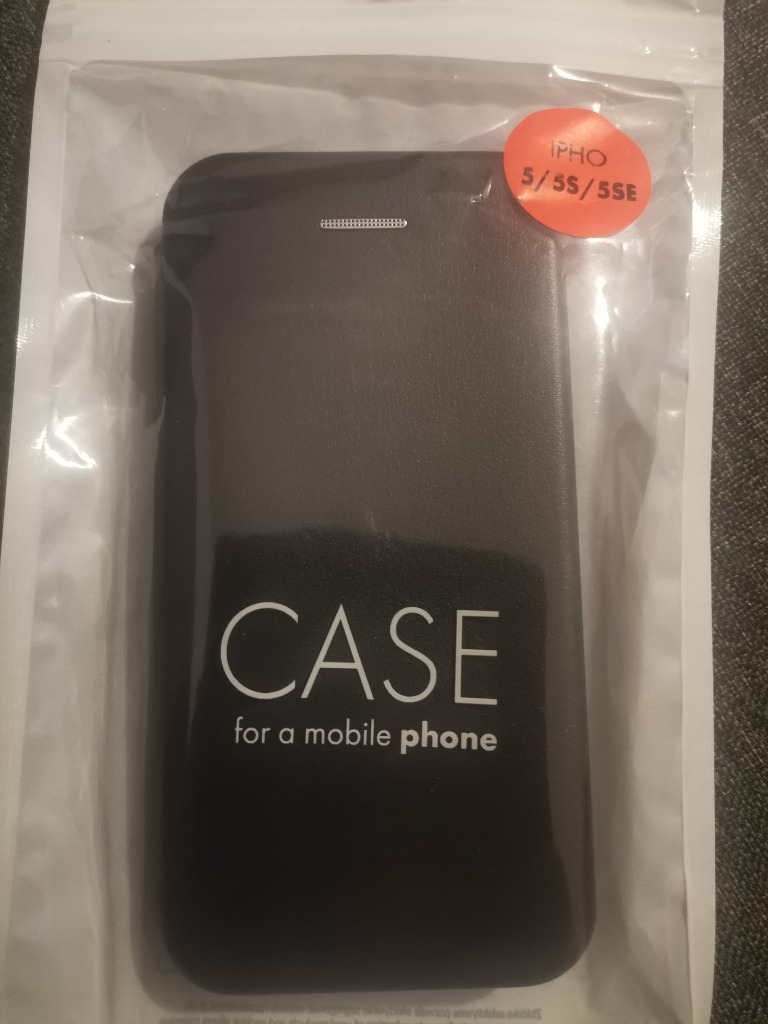 IPHO
5/5S/5SE
CASE
for a mobile phone